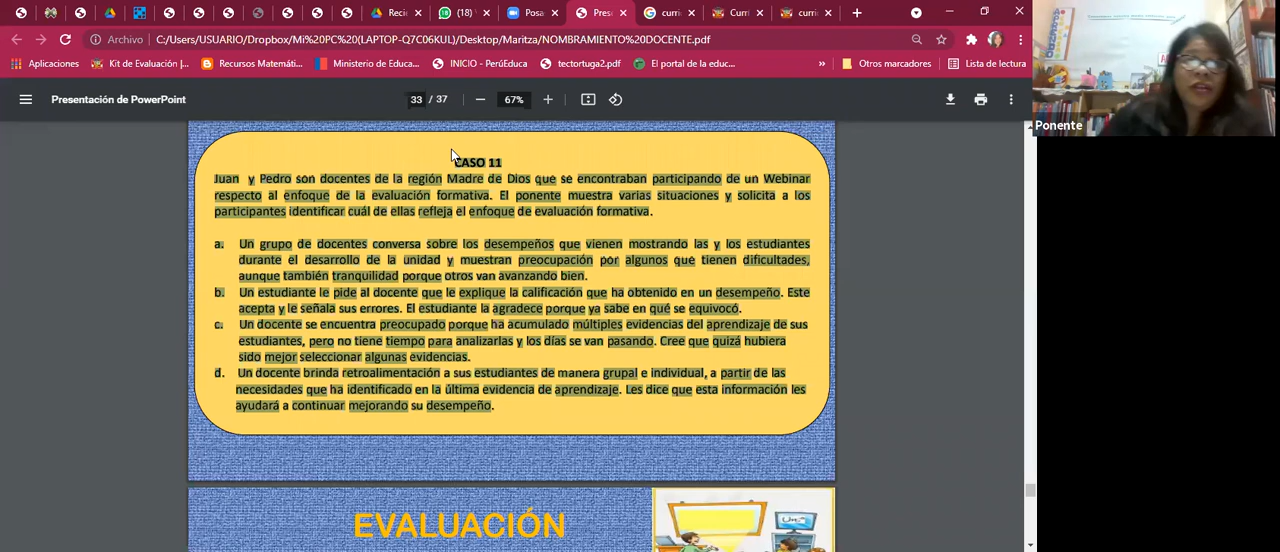 Recie
(18)
Posa
Pres
curric
Curri
curric
Archivo C:/Users/USUARIO/Dropbox/Mi%20PC%20(LAPTOP-Q7C06KUL)/Desktop/Maritza/NOMBRAMIENTO%20DOCENTE.pdf
Aplicaciones Kit de Evaluación |... Recursos Matemáti... Ministerio de Educa... INICIO - PerúEduca tectortuga2.pdf El portal de la educ... » Otros marcadores Lista de lectura
Presentación de PowerPoint 33 / 37 67%
Ponente
CASO 11
Juan y Pedro son docentes de la región Madre de Dios que se encontraban participando de un Webinar
respecto al enfoque de la evaluación formativa. El ponente muestra varias situaciones y solicita a los
participantes identificar cuál de ellas refleja el enfoque de evaluación formativa.
a. Un grupo de docentes conversa sobre los desempeños que vienen mostrando las y los estudiantes
durante el desarrollo de la unidad y muestran preocupación por algunos que tienen dificultades,
aunque también tranquilidad porque otros van avanzando bien.
b. Un estudiante le pide al docente que le explique la calificación que ha obtenido en un desempeño. Este
acepta y le señala sus errores. El estudiante la agradece porque ya sabe en qué se equivocó.
c. Un docente se encuentra preocupado porque ha acumulado múltiples evidencias del aprendizaje de sus
estudiantes, pero no tiene tiempo para analizarlas y los días se van pasando. Cree que quizá hubiera
sido mejor seleccionar algunas evidencias.
d. Un docente brinda retroalimentación a sus estudiantes de manera grupal e individual, a partir de las
necesidades que ha identificado en la última evidencia de aprendizaje. Les dice que esta información les
ayudará a continuar mejorando su desempeño.
EVALUACIÓN